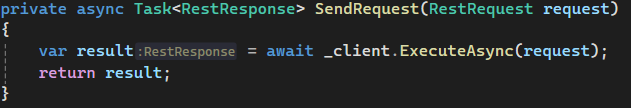 private async Task<RestResponse> SendRequest(RestRequest request)
{
    var result:RestResponse = await _client.ExecuteAsync(request);
    return result;
}